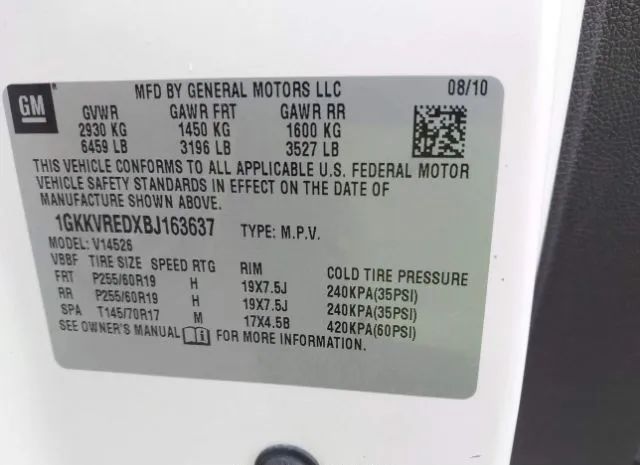 GM
MFD BY GENERAL MOTORS LLC 08/10
GVWR GAWR FRT GAWR RR
2930 KG 1450 KG 1600 KG
6459 LB 3196 LB 3527 LB
THIS VEHICLE CONFORMS TO ALL APPLICABLE U.S. FEDERAL MOTOR
VEHICLE SAFETY STANDARDS IN EFFECT ON THE DATE OF
MANUFACTURE SHOWN ABOVE.
1GKKVREDXBJ163637 TYPE: M.P.V.
MODEL: V14526
VBBF TIRE SIZE SPEED RTG RIM COLD TIRE PRESSURE
FRT P255/60R19 H 19X7.5J 240KPA(35PSI)
RR P255/60R19 H 19X7.5J 240KPA(35PSI)
SPA T145/70R17 M 17X4.5B 420KPA(60PSI)
SEE OWNER'S MANUAL FOR MORE INFORMATION.